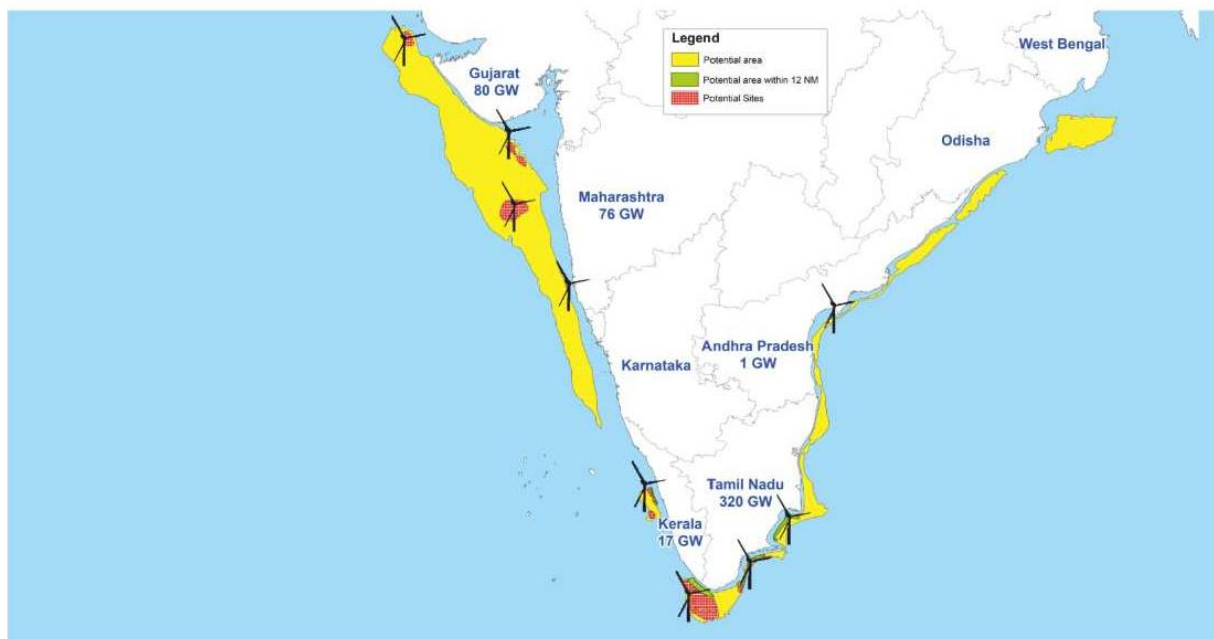 Legend
Potential area
Potential area within 12 NM
Potential Sites
West Bengal
Gujarat
80 GW
Odisha
Maharashtra
76 GW
Andhra Pradesh
1 GW
Karnataka
Tamil Nadu
320 GW
Kerala
17 GW